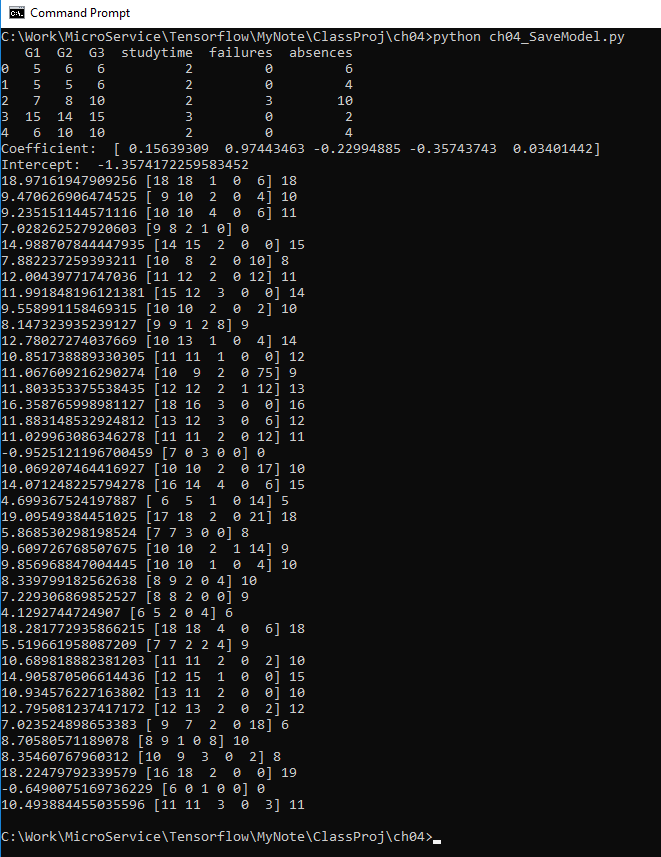 Command Prompt
C:\Work\MicroService\Tensorflow\MyNote\ClassProj\ch04>python ch04_SaveModel.py
   G1  G2  G3  studytime  failures  absences
0   5   6   6          2         0         6
1   5   5   6          2         0         4
2   7   8  10          2         3        10
3  15  14  15          3         0         2
4   6  10  10          2         0         4
Coefficient:  [ 0.15639309  0.97443463 -0.22994885 -0.35743743  0.03401442]
Intercept:  -1.3574172259583452
18.97161947909256 [18 18  1  0  6] 18
9.470626906474525 [ 9 10  2  0  4] 10
9.235151144571116 [10 10  4  0  6] 11
7.028262527920603 [9 8 2 1 0] 0
14.988707844447935 [14 15  2  0  0] 15
7.882237259393211 [10  8  2  0 10] 8
12.00439771747036 [11 12  2  0 12] 11
11.991848196121381 [15 12  3  0  0] 14
9.558991158469315 [10 10  2  0  2] 10
8.147323935239127 [9 9 1 2 8] 9
12.78027274037669 [10 13  1  0  4] 14
10.851738889330305 [11 11  1  0  0] 12
11.067609216290274 [10  9  2  0 75] 9
11.803353375538435 [12 12  2  1 12] 13
16.358765998981127 [18 16  3  0  0] 16
11.883148532924812 [13 12  3  0  6] 12
11.029963086346278 [11 11  2  0 12] 11
-0.9525121196700459 [7 0 3 0 0] 0
10.069207464416927 [10 10  2  0 17] 10
14.071248225794278 [16 14  4  0  6] 15
4.699367524197887 [ 6  5  1  0 14] 5
19.09549384451025 [17 18  2  0 21] 18
5.868530298198524 [7 7 3 0 0] 8
9.609726768507675 [10 10  2  1 14] 9
9.856968847004445 [10 10  1  0  4] 10
8.339799182562638 [8 9 2 0 4] 10
7.229306869852527 [8 8 2 0 0] 9
4.1292744724907 [6 5 2 0 4] 6
18.281772935866215 [18 18  4  0  6] 18
5.519661958087209 [7 7 2 2 4] 9
10.689818882381203 [11 11  2  0  2] 10
14.905870506614436 [12 15  1  0  0] 15
10.934576227163802 [13 11  2  0  0] 10
12.795081237417172 [12 13  2  0  2] 12
7.023524898653383 [ 9  7  2  0 18] 6
8.70580571189078 [8 9 1 0 8] 10
8.35460767960312 [10  9  3  0  2] 8
18.22479792339579 [16 18  2  0  0] 19
-0.6490075169736229 [6 0 1 0 0] 0
10.493884455035596 [11 11  3  0  3] 11
C:\Work\MicroService\Tensorflow\MyNote\ClassProj\ch04>